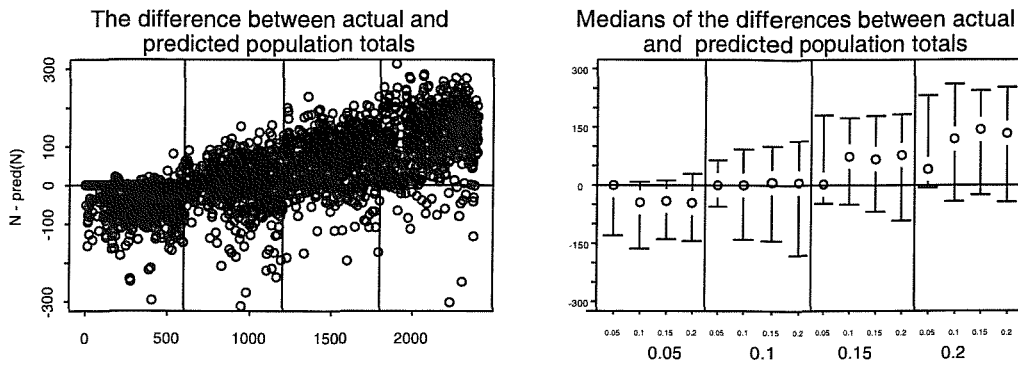 The difference between actual and
predicted population totals
300
100
0
-100
-300
N - pred(N)
0 500 1000 1500 2000
Medians of the differences between actual
and predicted population totals
300
150
0
-150
-300
0.05 0.1 0.15 0.2 0.05 0.1 0.15 0.2 0.05 0.1 0.15 0.2 0.05 0.1 0.15 0.2
0.05 0.1 0.15 0.2